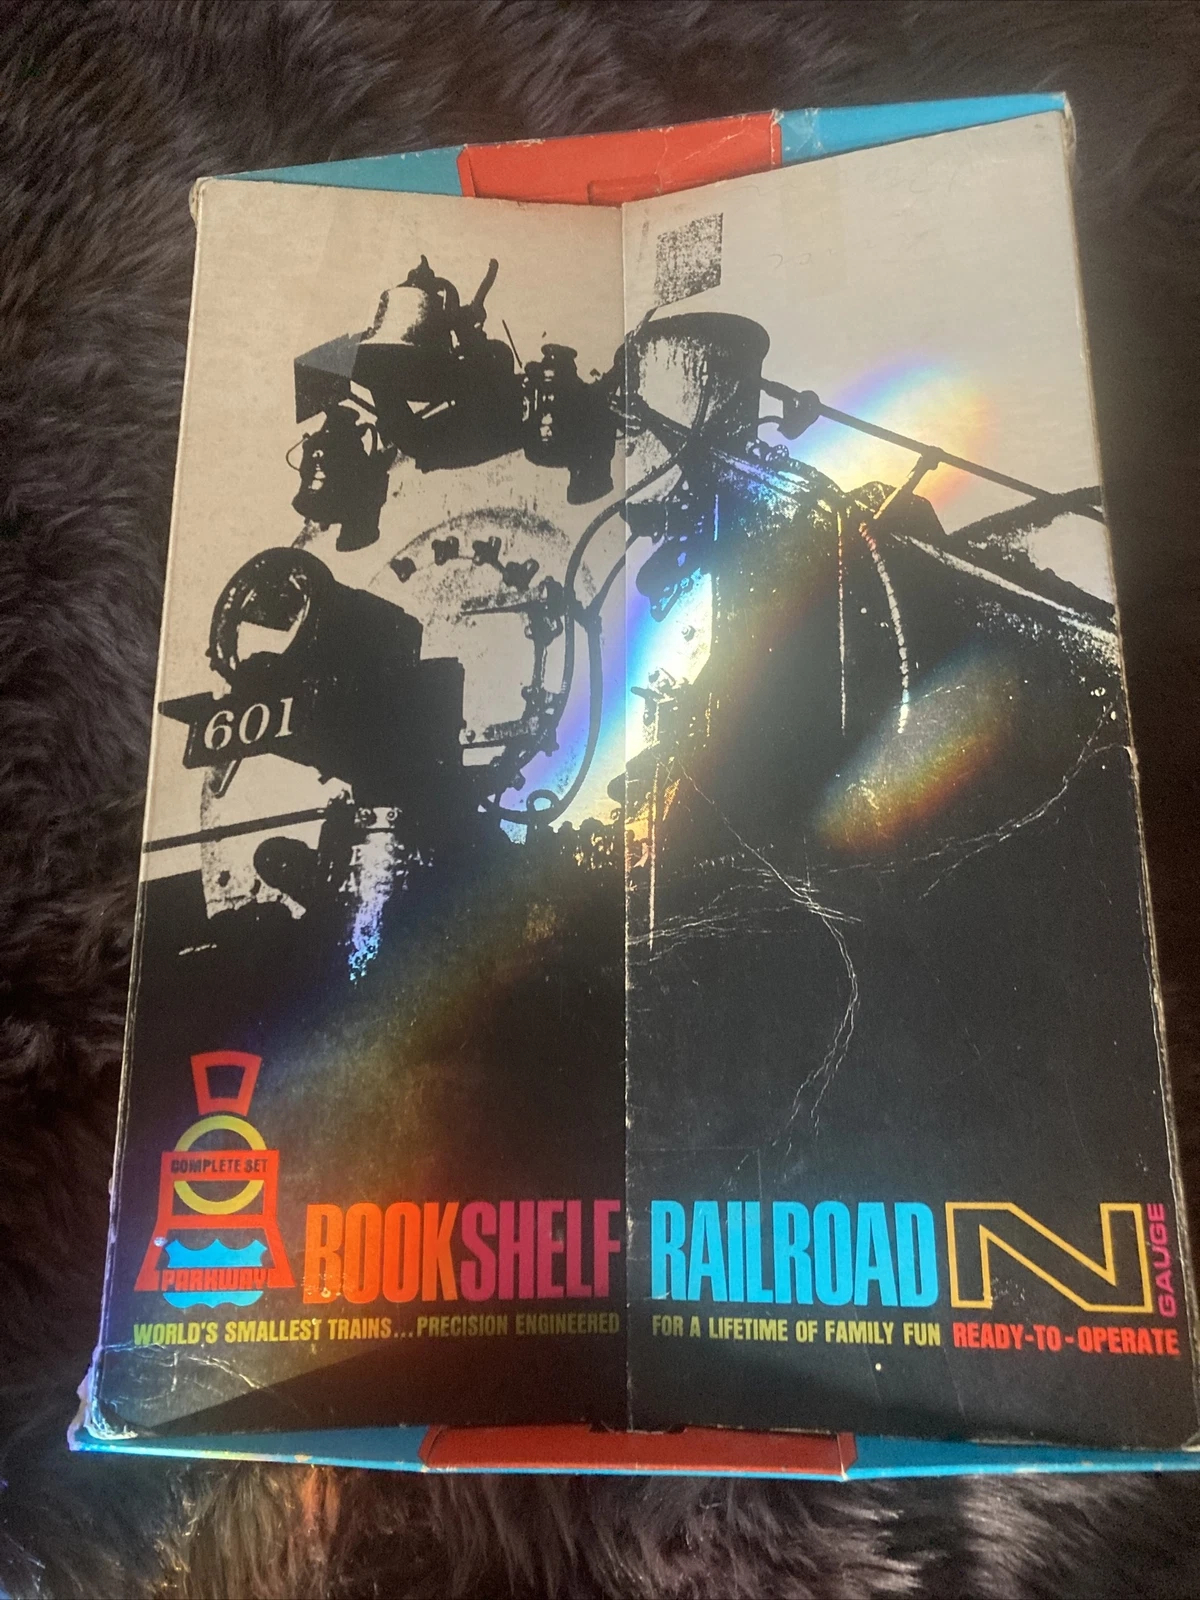 601
COMPLETE SET
PARKWAY
BOOKSHELF RAILROAD N GAUGE
WORLD'S SMALLEST TRAINS...PRECISION ENGINEERED FOR A LIFETIME OF FAMILY FUN READY-TO-OPERATE